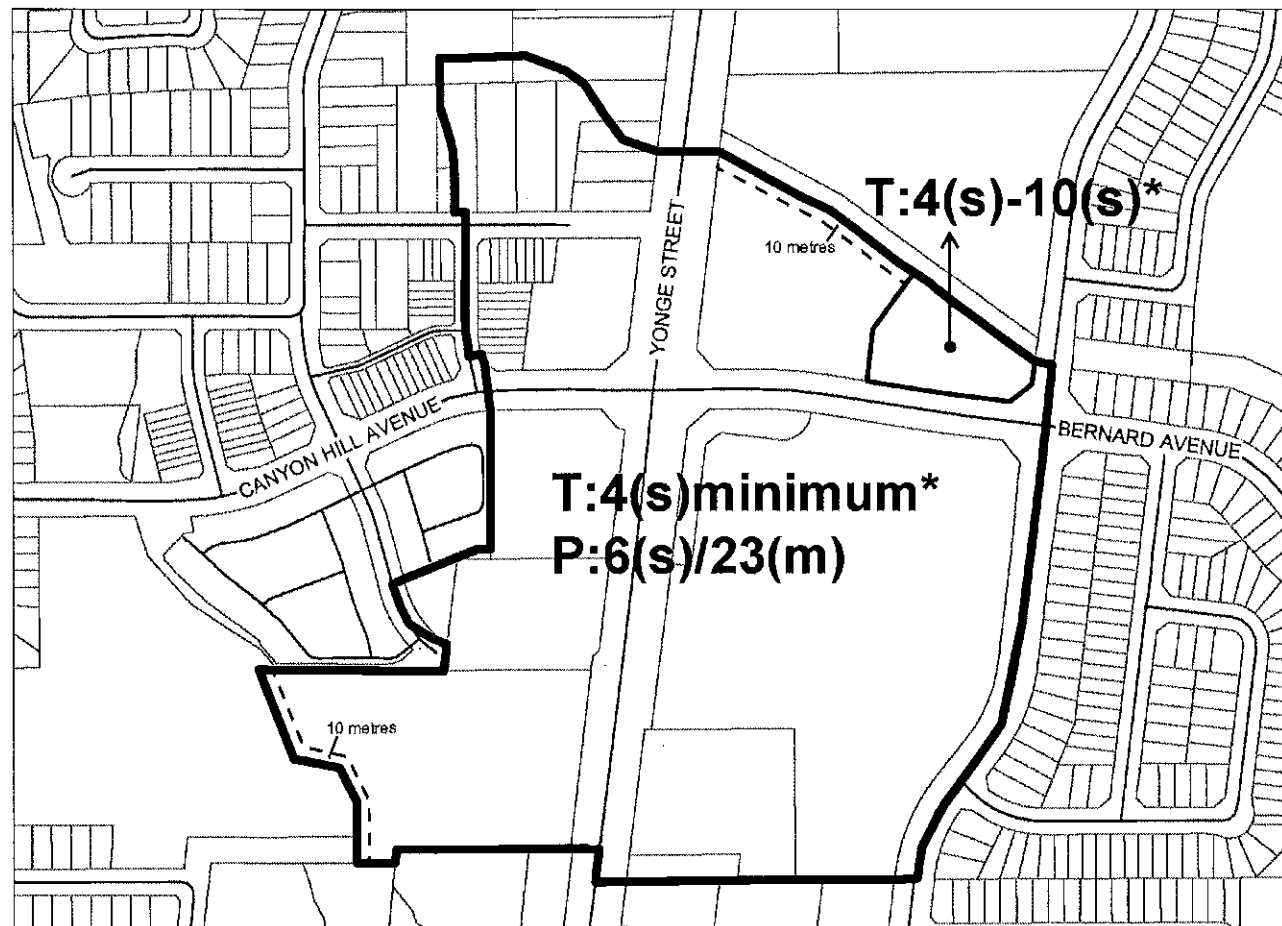 T:4(s)-10(s)*
10 metres
YONGE STREET
CANYON HILL AVENUE
BERNARD AVENUE
T:4(s)minimum*
P:6(s)/23(m)
10 metres